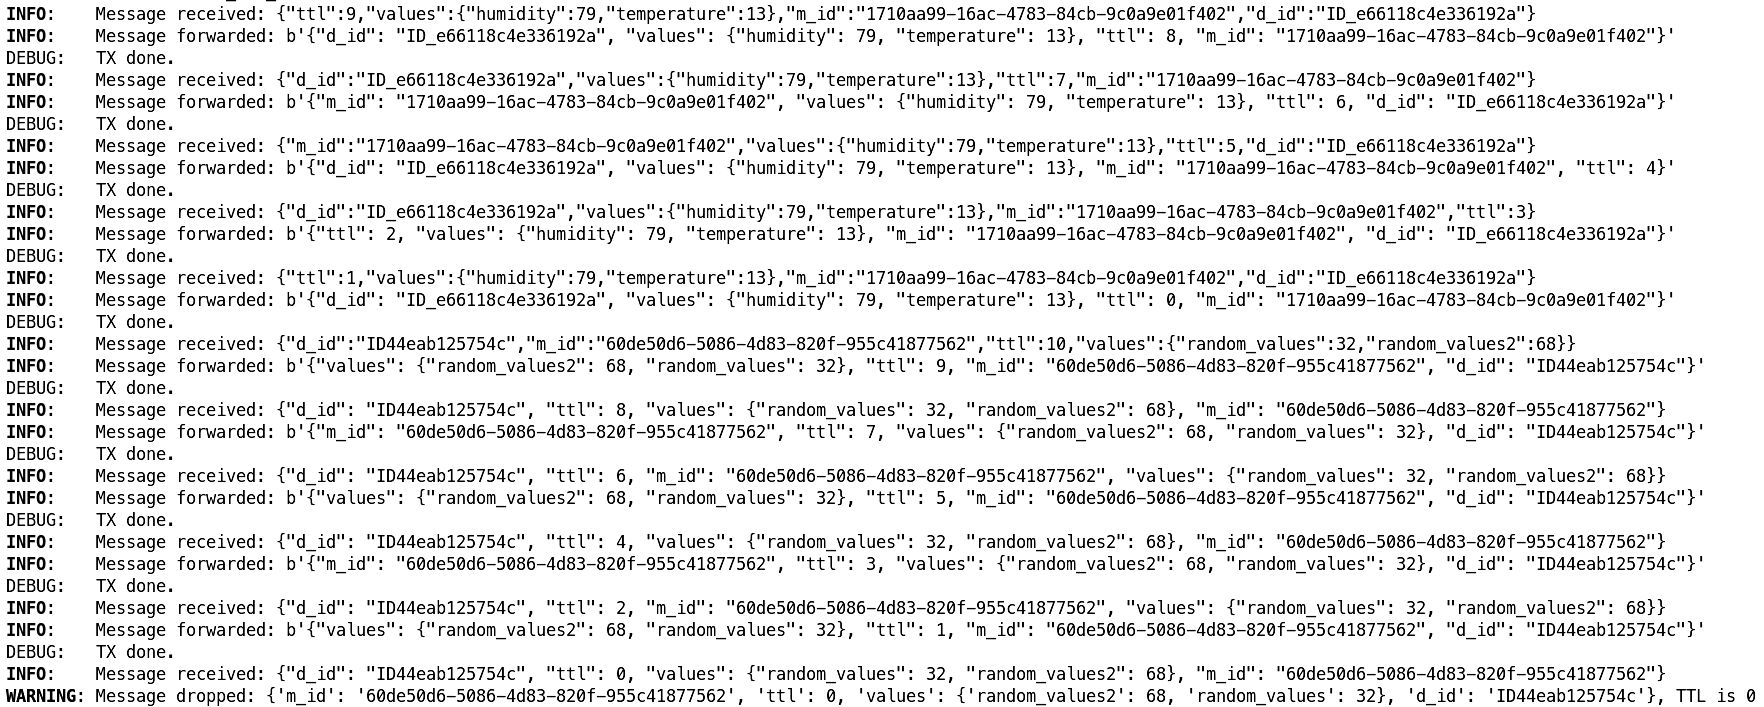 INFO: Message received: {"ttl":9,"values":{"humidity":79,"temperature":13},"m_id":"1710aa99-16ac-4783-84cb-9c0a9e01f402","d_id":"ID_e66118c4e336192a"}
INFO: Message forwarded: b'{"d_id": "ID_e66118c4e336192a", "values": {"humidity": 79, "temperature": 13}, "ttl": 8, "m_id": "1710aa99-16ac-4783-84cb-9c0a9e01f402"}'
DEBUG: TX done.
INFO: Message received: {"d_id":"ID_e66118c4e336192a","values":{"humidity":79,"temperature":13},"ttl":7,"m_id":"1710aa99-16ac-4783-84cb-9c0a9e01f402"}
INFO: Message forwarded: b'{"m_id": "1710aa99-16ac-4783-84cb-9c0a9e01f402", "values": {"humidity": 79, "temperature": 13}, "ttl": 6, "d_id": "ID_e66118c4e336192a"}'
DEBUG: TX done.
INFO: Message received: {"m_id":"1710aa99-16ac-4783-84cb-9c0a9e01f402","values":{"humidity":79,"temperature":13},"ttl":5,"d_id":"ID_e66118c4e336192a"}
INFO: Message forwarded: b'{"d_id": "ID_e66118c4e336192a", "values": {"humidity": 79, "temperature": 13}, "m_id": "1710aa99-16ac-4783-84cb-9c0a9e01f402", "ttl": 4}'
DEBUG: TX done.
INFO: Message received: {"d_id":"ID_e66118c4e336192a","values":{"humidity":79,"temperature":13},"m_id":"1710aa99-16ac-4783-84cb-9c0a9e01f402","ttl":3}
INFO: Message forwarded: b'{"ttl": 2, "values": {"humidity": 79, "temperature": 13}, "m_id": "1710aa99-16ac-4783-84cb-9c0a9e01f402", "d_id": "ID_e66118c4e336192a"}'
DEBUG: TX done.
INFO: Message received: {"ttl":1,"values":{"humidity":79,"temperature":13},"m_id":"1710aa99-16ac-4783-84cb-9c0a9e01f402","d_id":"ID_e66118c4e336192a"}
INFO: Message forwarded: b'{"d_id": "ID_e66118c4e336192a", "values": {"humidity": 79, "temperature": 13}, "ttl": 0, "m_id": "1710aa99-16ac-4783-84cb-9c0a9e01f402"}'
DEBUG: TX done.
INFO: Message received: {"d_id":"ID44eab125754c","m_id":"60de50d6-5086-4d83-820f-955c41877562","ttl":10,"values":{"random_values":32,"random_values2":68}}
INFO: Message forwarded: b'{"values": {"random_values2": 68, "random_values": 32}, "ttl": 9, "m_id": "60de50d6-5086-4d83-820f-955c41877562", "d_id": "ID44eab125754c"}'
DEBUG: TX done.
INFO: Message received: {"d_id": "ID44eab125754c", "ttl": 8, "values": {"random_values": 32, "random_values2": 68}, "m_id": "60de50d6-5086-4d83-820f-955c41877562"}
INFO: Message forwarded: b'{"m_id": "60de50d6-5086-4d83-820f-955c41877562", "ttl": 7, "values": {"random_values2": 68, "random_values": 32}, "d_id": "ID44eab125754c"}'
DEBUG: TX done.
INFO: Message received: {"d_id": "ID44eab125754c", "ttl": 6, "m_id": "60de50d6-5086-4d83-820f-955c41877562", "values": {"random_values": 32, "random_values2": 68}}
INFO: Message forwarded: b'{"values": {"random_values2": 68, "random_values": 32}, "ttl": 5, "m_id": "60de50d6-5086-4d83-820f-955c41877562", "d_id": "ID44eab125754c"}'
DEBUG: TX done.
INFO: Message received: {"d_id": "ID44eab125754c", "ttl": 4, "values": {"random_values": 32, "random_values2": 68}, "m_id": "60de50d6-5086-4d83-820f-955c41877562"}
INFO: Message forwarded: b'{"m_id": "60de50d6-5086-4d83-820f-955c41877562", "ttl": 3, "values": {"random_values2": 68, "random_values": 32}, "d_id": "ID44eab125754c"}'
DEBUG: TX done.
INFO: Message received: {"d_id": "ID44eab125754c", "ttl": 2, "m_id": "60de50d6-5086-4d83-820f-955c41877562", "values": {"random_values": 32, "random_values2": 68}}
INFO: Message forwarded: b'{"values": {"random_values2": 68, "random_values": 32}, "ttl": 1, "m_id": "60de50d6-5086-4d83-820f-955c41877562", "d_id": "ID44eab125754c"}'
DEBUG: TX done.
INFO: Message received: {"d_id": "ID44eab125754c", "ttl": 0, "values": {"random_values": 32, "random_values2": 68}, "m_id": "60de50d6-5086-4d83-820f-955c41877562"}
WARNING: Message dropped: {'m_id': '60de50d6-5086-4d83-820f-955c41877562', 'ttl': 0, 'values': {'random_values2': 68, 'random_values': 32}, 'd_id': 'ID44eab125754c'}, TTL is 0